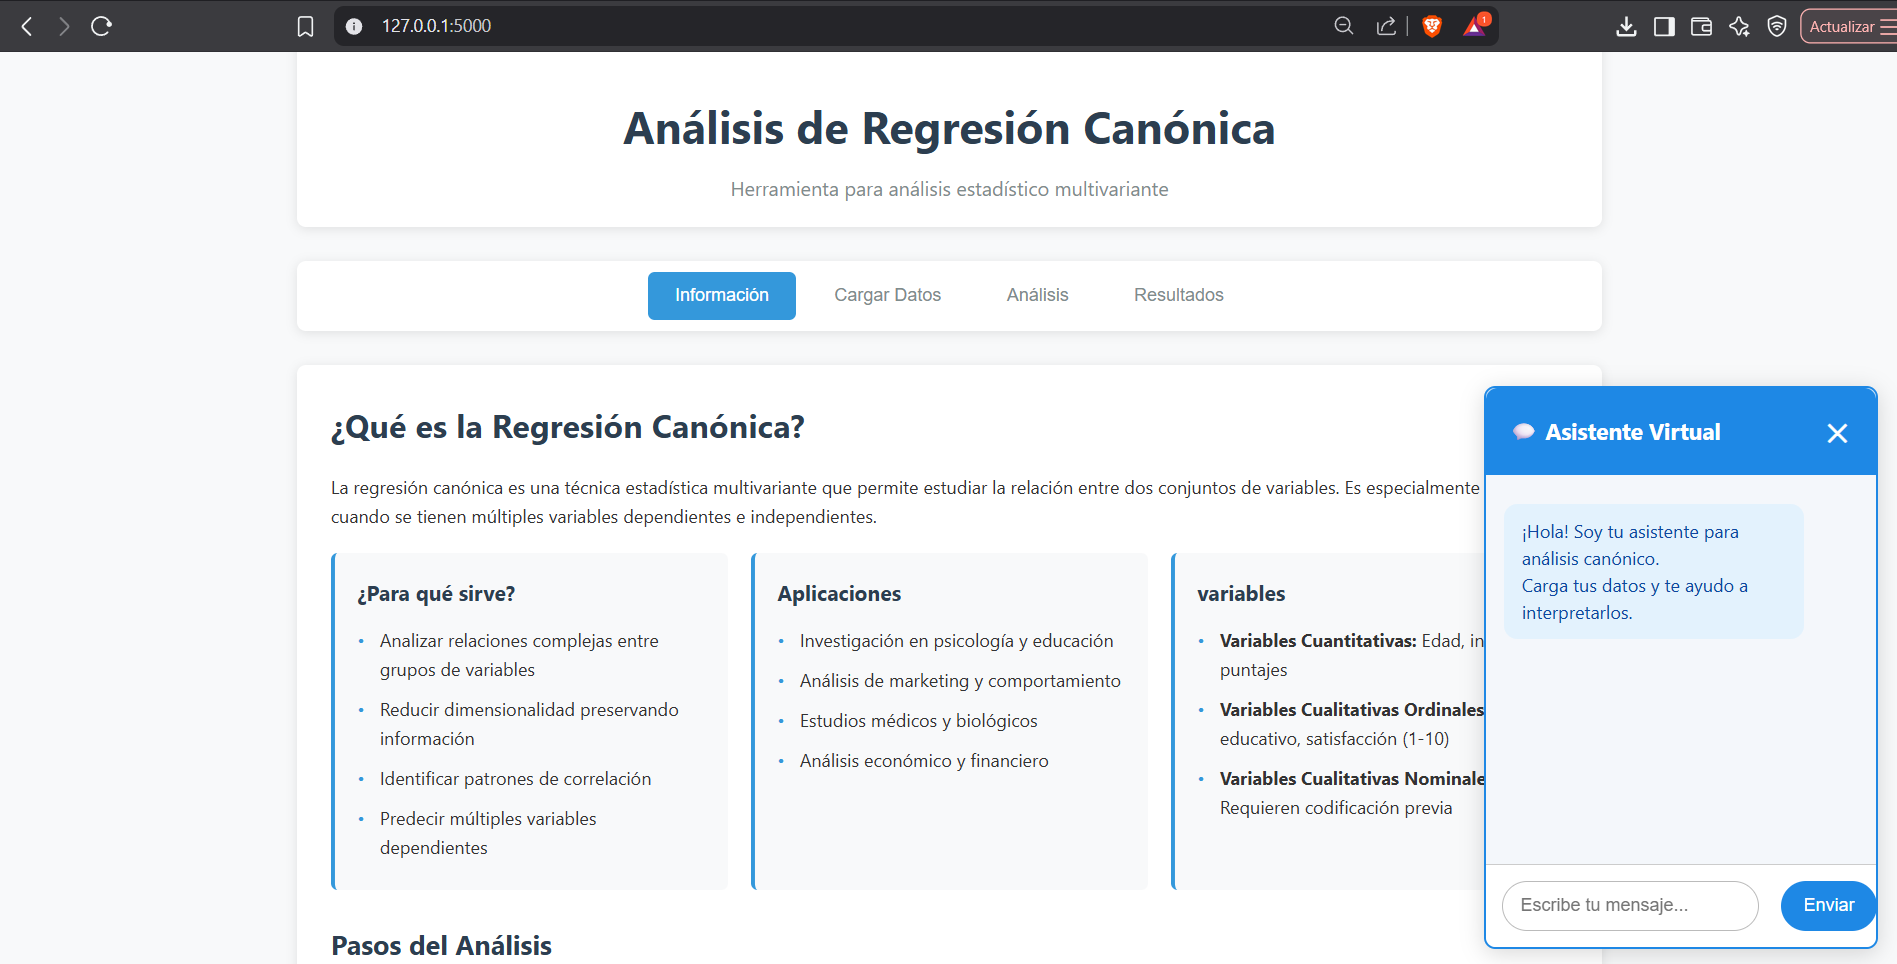 127.0.0.1:5000
1
Actualizar
Análisis de Regresión Canónica
Herramienta para análisis estadístico multivariante
Información
Cargar Datos
Análisis
Resultados
¿Qué es la Regresión Canónica?
La regresión canónica es una técnica estadística multivariante que permite estudiar la relación entre dos conjuntos de variables. Es especialmente
cuando se tienen múltiples variables dependientes e independientes.
¿Para qué sirve?
• Analizar relaciones complejas entre
grupos de variables
• Reducir dimensionalidad preservando
información
• Identificar patrones de correlación
• Predecir múltiples variables
dependientes
Aplicaciones
• Investigación en psicología y educación
• Análisis de marketing y comportamiento
• Estudios médicos y biológicos
• Análisis económico y financiero
variables
• Variables Cuantitativas: Edad, in
puntajes
• Variables Cualitativas Ordinales
educativo, satisfacción (1-10)
• Variables Cualitativas Nominale
Requieren codificación previa
Pasos del Análisis
Asistente Virtual
¡Hola! Soy tu asistente para
análisis canónico.
Carga tus datos y te ayudo a
interpretarlos.
Escribe tu mensaje...
Enviar